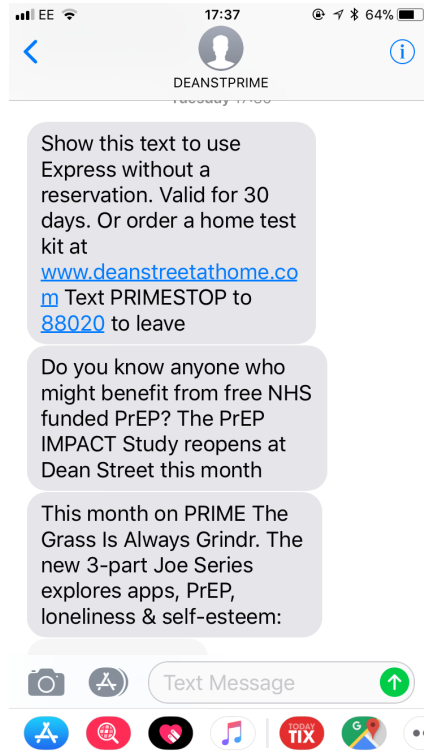 EE 17:37 64%
DEANSTPRIME
Show this text to use
Express without a
reservation. Valid for 30
days. Or order a home test
kit at
www.deanstreetathome.co
m Text PRIMESTOP to
88020 to leave
Do you know anyone who
might benefit from free NHS
funded PrEP? The PrEP
IMPACT Study reopens at
Dean Street this month
This month on PRIME The
Grass Is Always Grindr. The
new 3-part Joe Series
explores apps, PrEP,
loneliness & self-esteem:
Text Message
TODAY
TIX
G